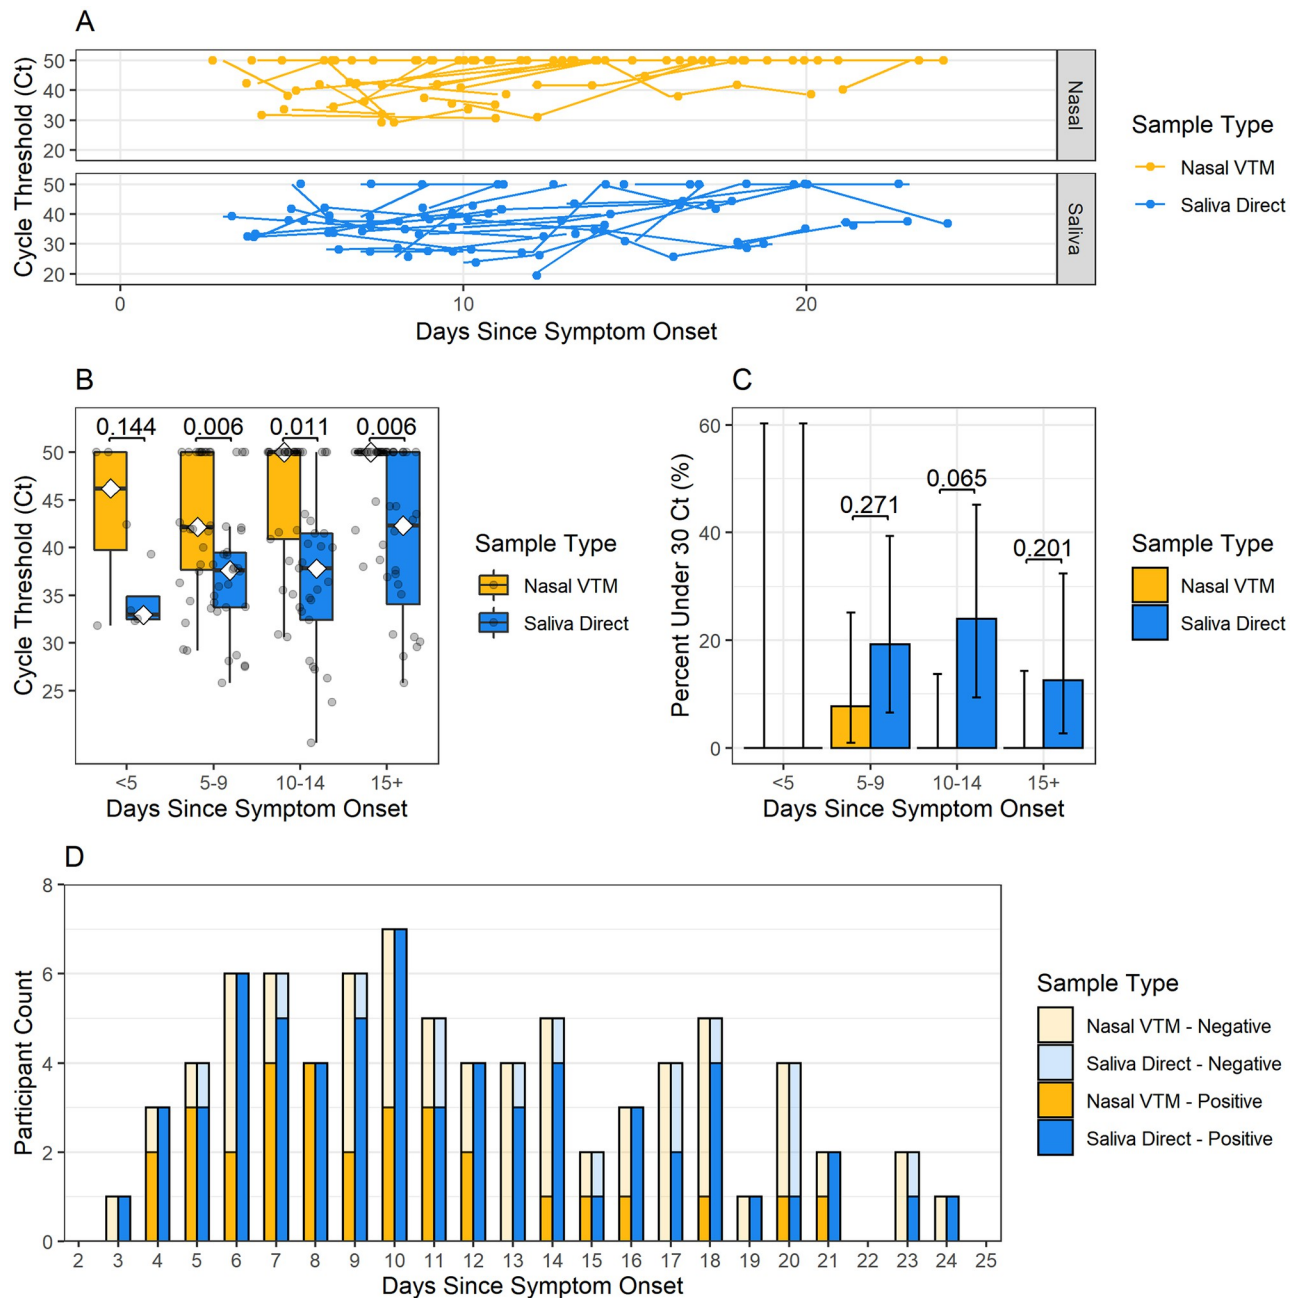 A
Cycle Threshold (Ct)
50
40
30
20
Nasal
50
40
30
20
Saliva
0
10
20
Days Since Symptom Onset
Sample Type
Nasal VTM
Saliva Direct
B
Cycle Threshold (Ct)
0.144
0.006
0.011
0.006
50
45
40
35
30
25
<5
5-9
10-14
15+
Days Since Symptom Onset
Sample Type
Nasal VTM
Saliva Direct
C
Percent Under 30 Ct (%)
60
40
20
0
0.271
0.065
0.201
<5
5-9
10-14
15+
Days Since Symptom Onset
Sample Type
Nasal VTM
Saliva Direct
D
Participant Count
8
6
4
2
0
2 3 4 5 6 7 8 9 10 11 12 13 14 15 16 17 18 19 20 21 22 23 24 25
Days Since Symptom Onset
Sample Type
Nasal VTM - Negative
Saliva Direct - Negative
Nasal VTM - Positive
Saliva Direct - Positive